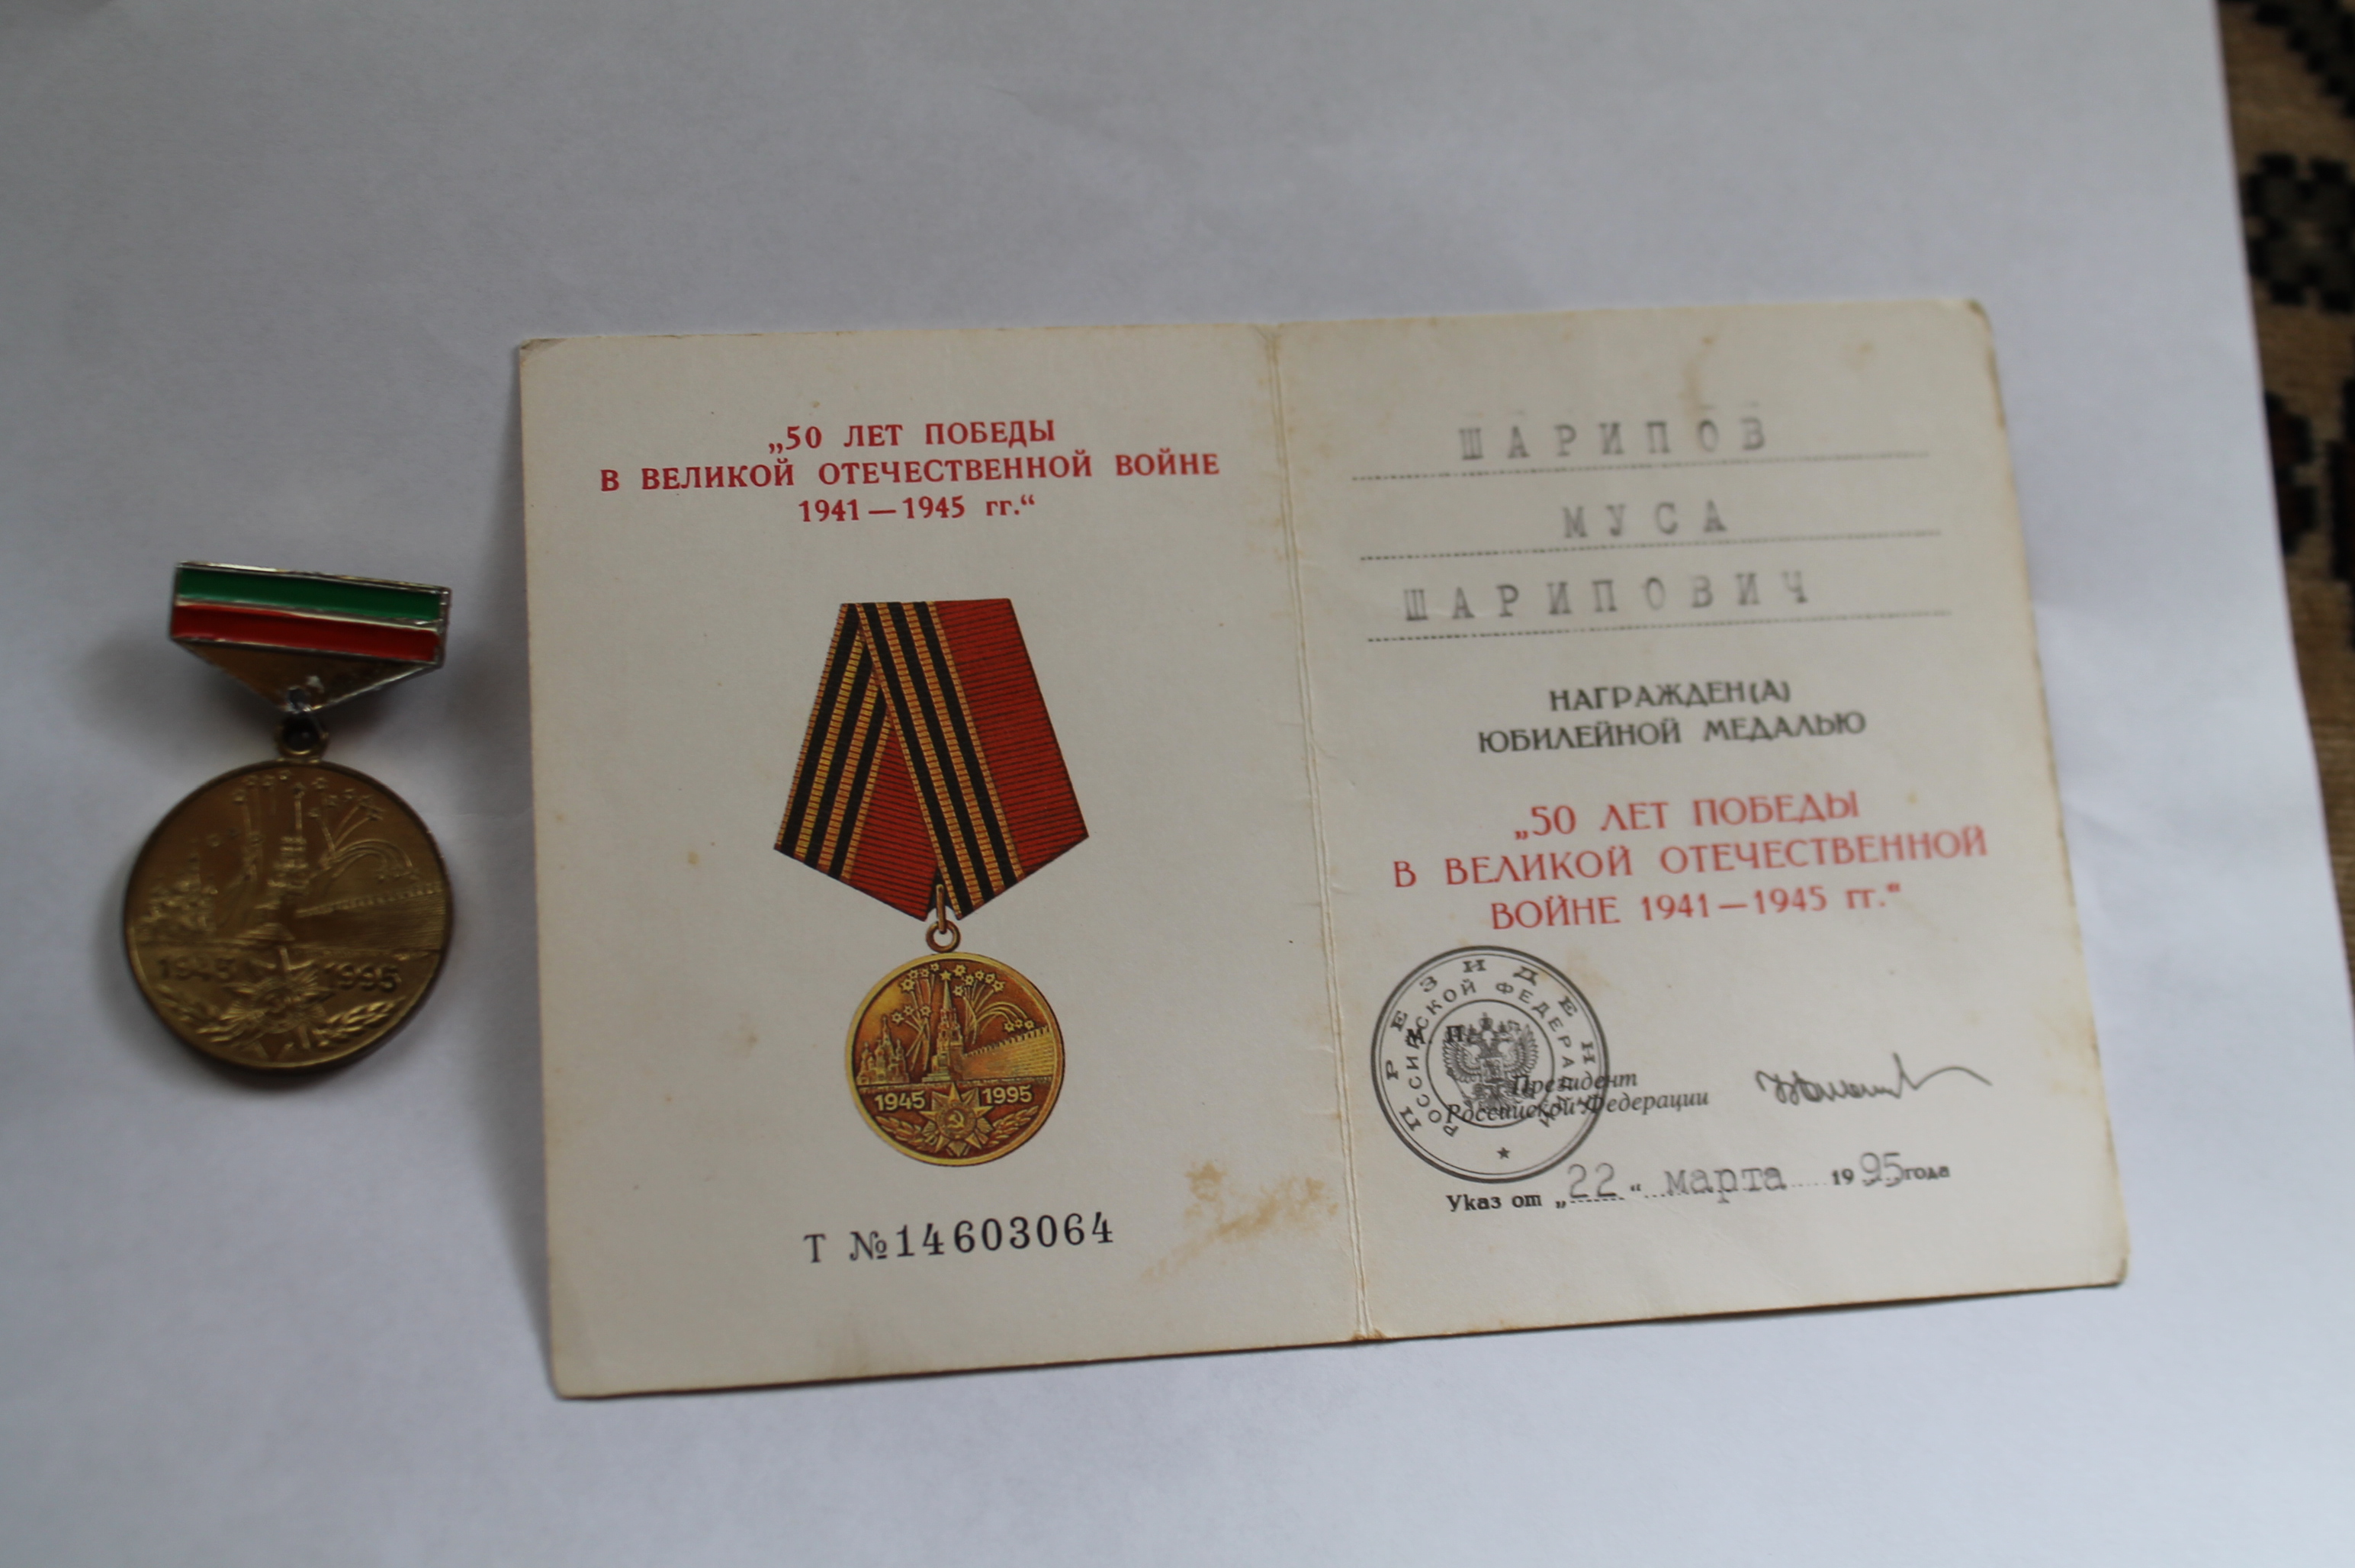 1945 1995
„50 ЛЕТ ПОБЕДЫ
В ВЕЛИКОЙ ОТЕЧЕСТВЕННОЙ ВОЙНЕ
1941—1945 гг.“
1945 1995
Т №14603064
ШАРИПОВ
МУСА
ШАРИПОВИЧ
НАГРАЖДЕН(А)
ЮБИЛЕЙНОЙ МЕДАЛЬЮ
„50 ЛЕТ ПОБЕДЫ
В ВЕЛИКОЙ ОТЕЧЕСТВЕННОЙ
ВОЙНЕ 1941—1945 гг.“
ПРЕЗИДЕНТ
РОССИЙСКОЙ ФЕДЕРАЦИИ
М. П.
Президент
Российской Федерации
Указ от „22“ марта 1995 года